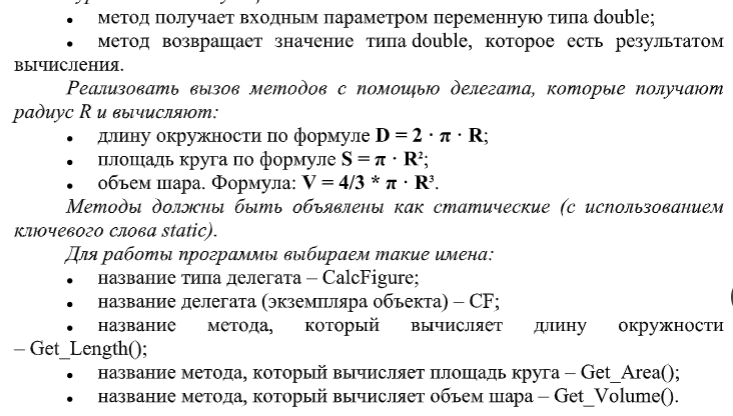 • метод получает входным параметром переменную типа double;
• метод возвращает значение типа double, которое есть результатом
вычисления.
Реализовать вызов методов с помощью делегата, которые получают
радиус R и вычисляют:
• длину окружности по формуле D = 2 · π · R;
• площадь круга по формуле S = π · R²;
• объем шара. Формула: V = 4/3 * π · R³.
Методы должны быть объявлены как статические (с использованием
ключевого слова static).
Для работы программы выбираем такие имена:
• название типа делегата – CalcFigure;
• название делегата (экземпляра объекта) – CF;
• название метода, который вычисляет длину окружности
– Get_Length();
• название метода, который вычисляет площадь круга – Get_Area();
• название метода, который вычисляет объем шара – Get_Volume().